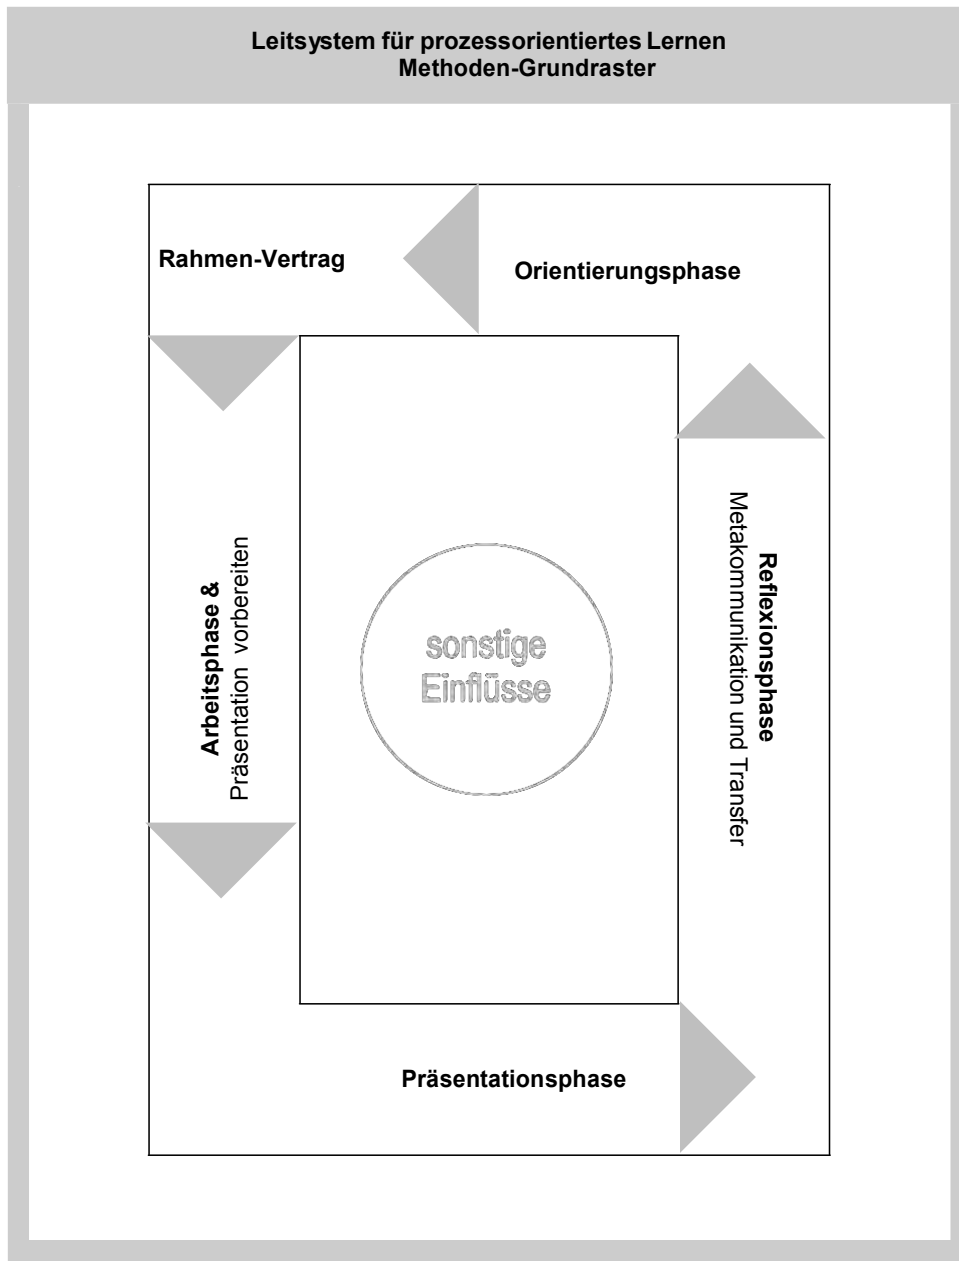 Leitsystem für prozessorientiertes Lernen
Methoden-Grundraster
Rahmen-Vertrag
Orientierungsphase
Arbeitsphase &
Präsentation vorbereiten
sonstige
Einflüsse
Reflexionsphase
Metakommunikation und Transfer
Präsentationsphase